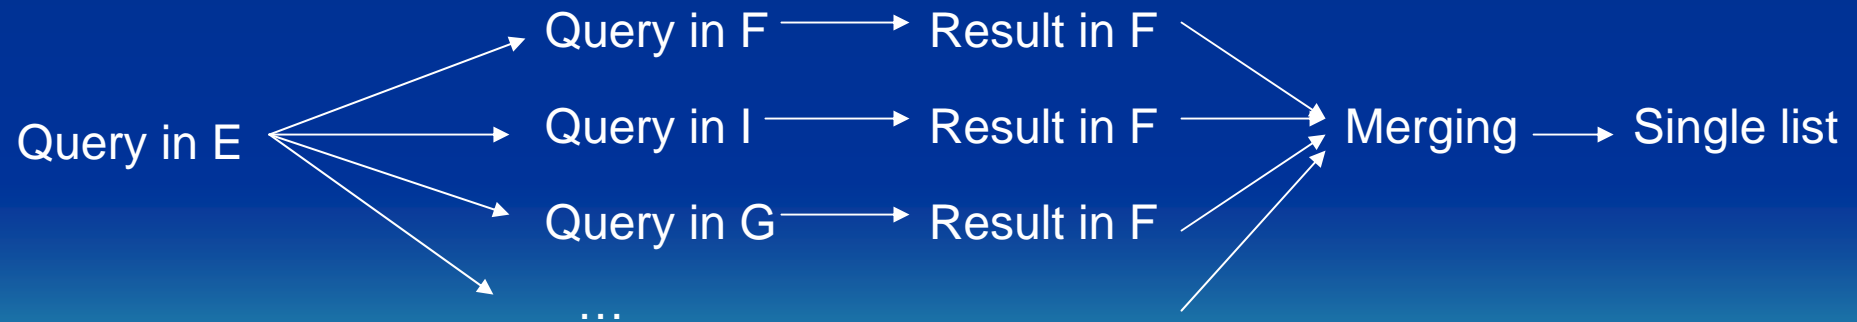 Query in F Result in F
Query in E Query in I Result in F Merging Single list
Query in G Result in F
…